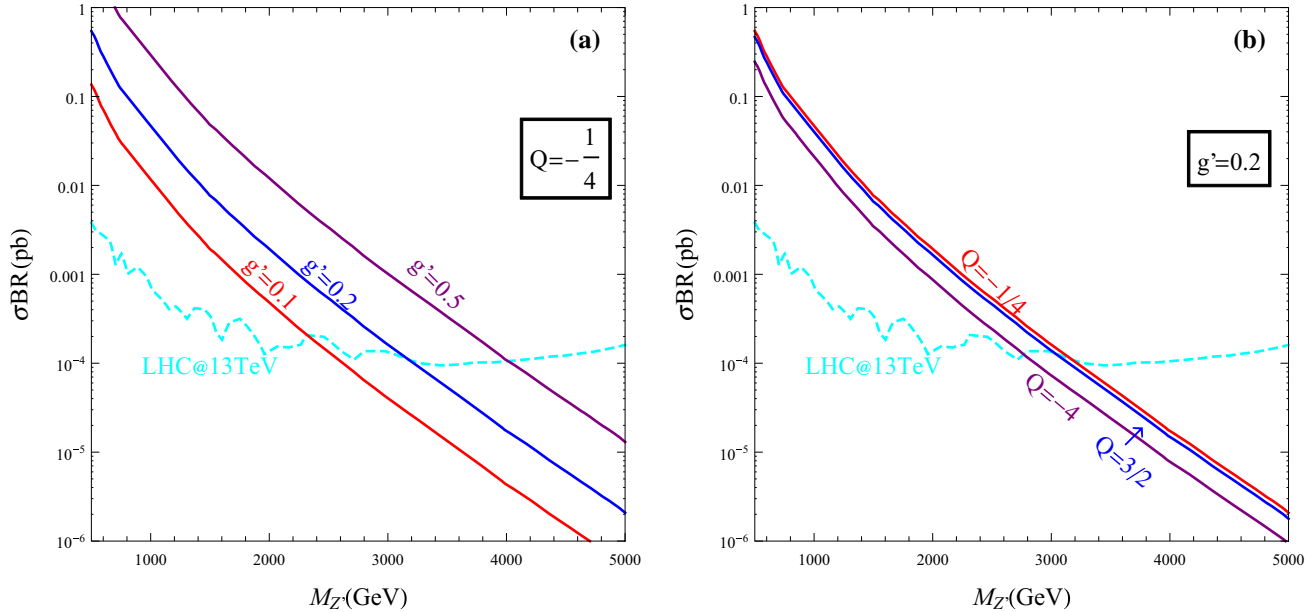 (a)
1
0.1
0.01
0.001
10⁻⁴
10⁻⁵
10⁻⁶
σBR(pb)
Q=-1/4
g'=0.1
g'=0.2
g'=0.5
LHC@13TeV
1000 2000 3000 4000 5000
M_Z'(GeV)
(b)
1
0.1
0.01
0.001
10⁻⁴
10⁻⁵
10⁻⁶
σBR(pb)
g'=0.2
Q=-1/4
Q=-4
Q=3/2
LHC@13TeV
1000 2000 3000 4000 5000
M_Z'(GeV)